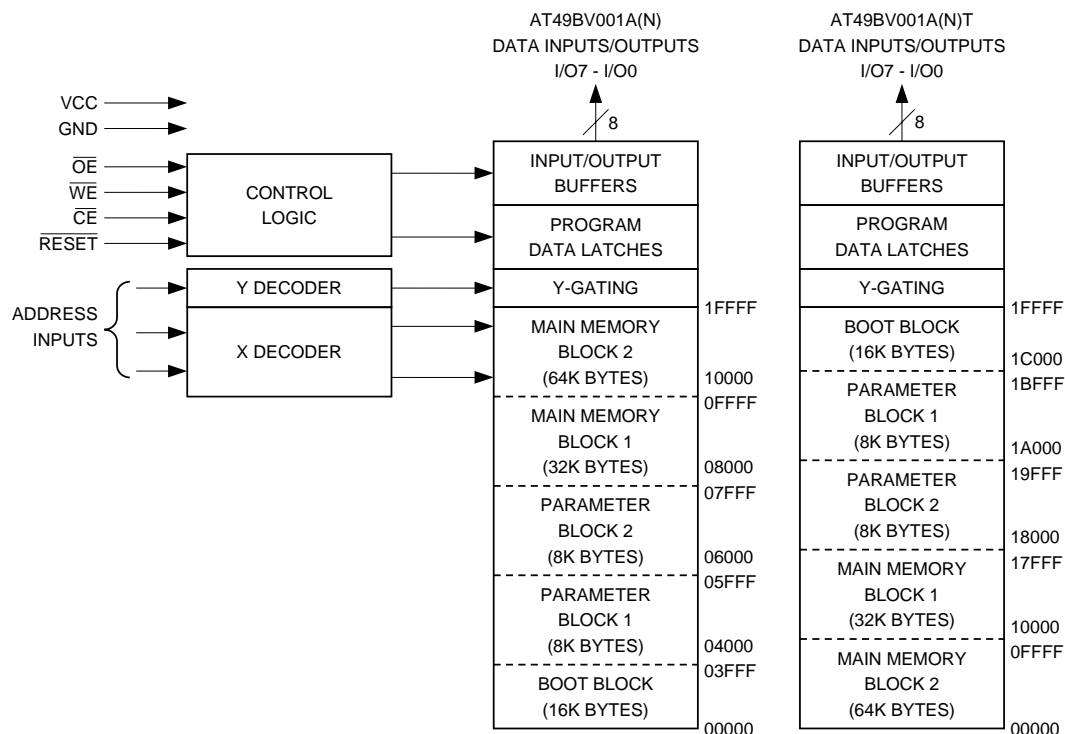 AT49BV001A(N)
DATA INPUTS/OUTPUTS
I/O7 - I/O0
8
AT49BV001A(N)T
DATA INPUTS/OUTPUTS
I/O7 - I/O0
8
VCC
GND
OE
WE
CE
RESET
CONTROL
LOGIC
ADDRESS
INPUTS
Y DECODER
X DECODER
INPUT/OUTPUT
BUFFERS
PROGRAM
DATA LATCHES
Y-GATING
1FFFF
MAIN MEMORY
BLOCK 2
(64K BYTES)
10000
0FFFF
MAIN MEMORY
BLOCK 1
(32K BYTES)
08000
07FFF
PARAMETER
BLOCK 2
(8K BYTES)
06000
05FFF
PARAMETER
BLOCK 1
(8K BYTES)
04000
03FFF
BOOT BLOCK
(16K BYTES)
00000
INPUT/OUTPUT
BUFFERS
PROGRAM
DATA LATCHES
Y-GATING
1FFFF
BOOT BLOCK
(16K BYTES)
1C000
1BFFF
PARAMETER
BLOCK 1
(8K BYTES)
1A000
19FFF
PARAMETER
BLOCK 2
(8K BYTES)
18000
17FFF
MAIN MEMORY
BLOCK 1
(32K BYTES)
10000
0FFFF
MAIN MEMORY
BLOCK 2
(64K BYTES)
00000